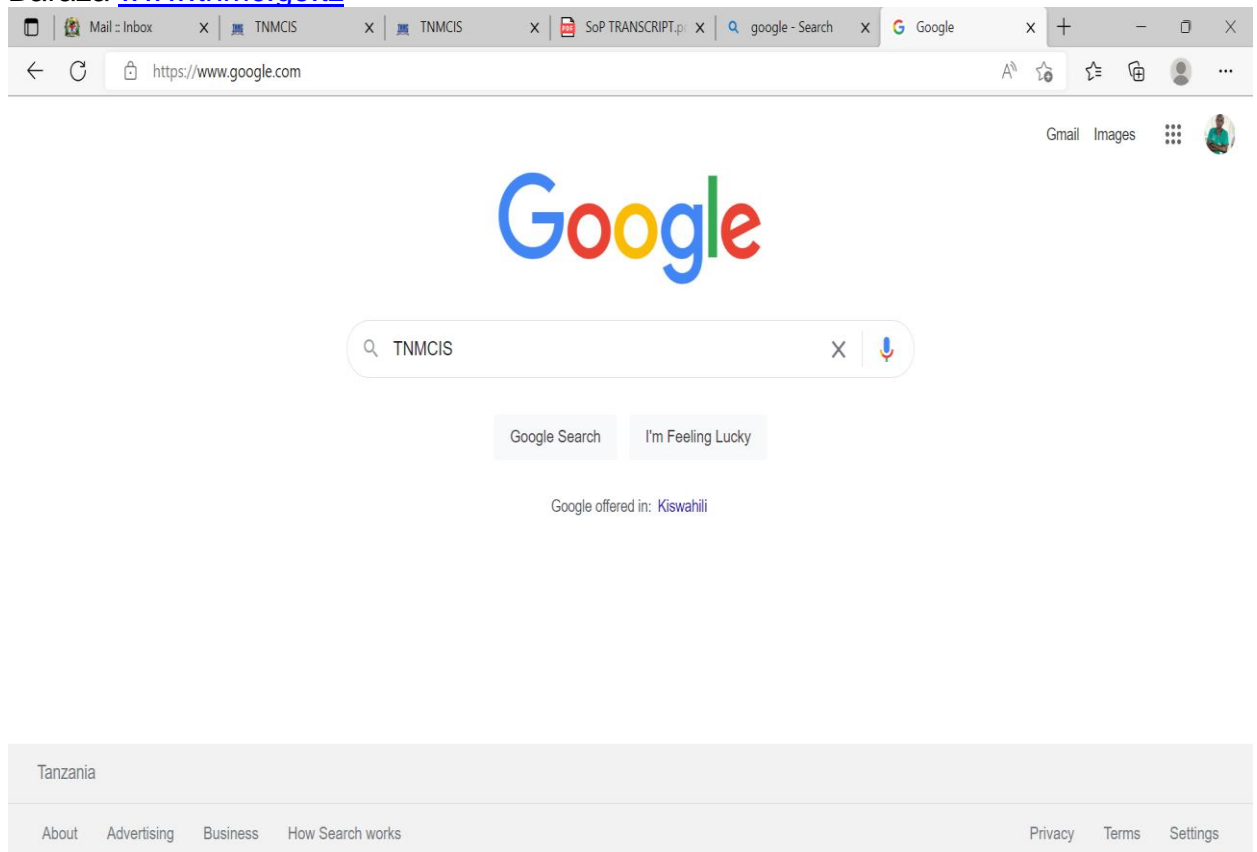 Mail :: Inbox
TNMCIS
TNMCIS
SoP TRANSCRIPT.p
google - Search
Google
https://www.google.com
Gmail Images
Google
TNMCIS
Google Search I'm Feeling Lucky
Google offered in: Kiswahili
Tanzania
About Advertising Business How Search works Privacy Terms Settings